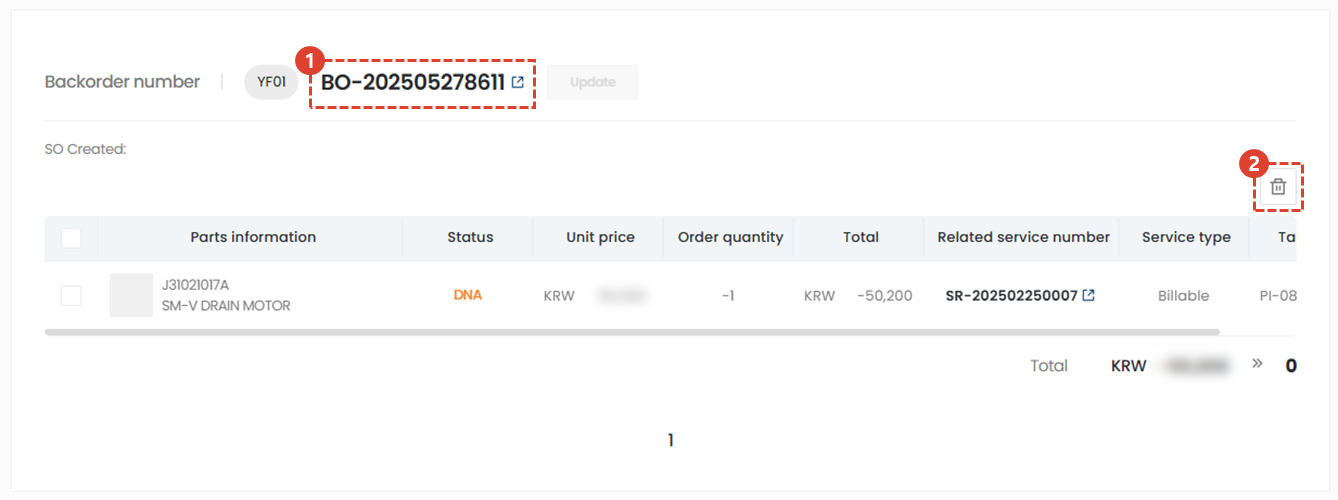 1
Backorder number | YF01 BO-202505278611 Update
SO Created:
2
Parts information Status Unit price Order quantity Total Related service number Service type Ta
J31021017A
SM-V DRAIN MOTOR
DNA KRW -1 KRW -50,200 SR-202502250007 Billable PI-08
Total KRW » 0
1